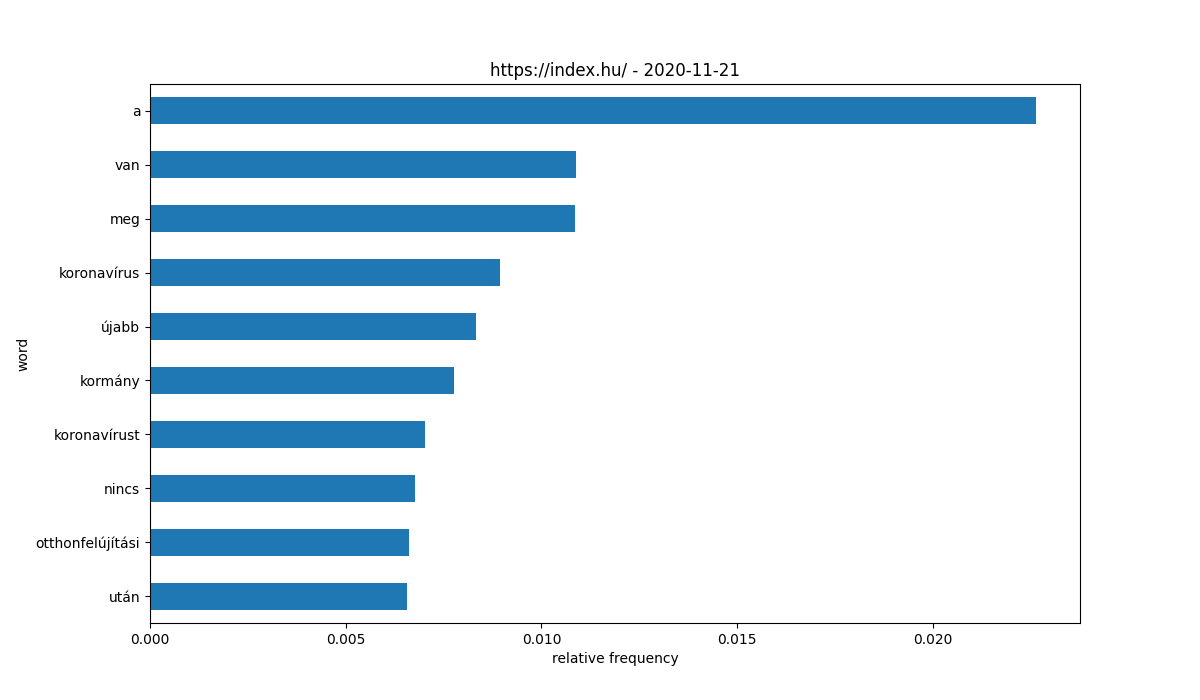 https://index.hu/ - 2020-11-21
a
van
meg
koronavírus
újabb
kormány
koronavírust
nincs
otthonfelújítási
után
word
0.000 0.005 0.010 0.015 0.020
relative frequency